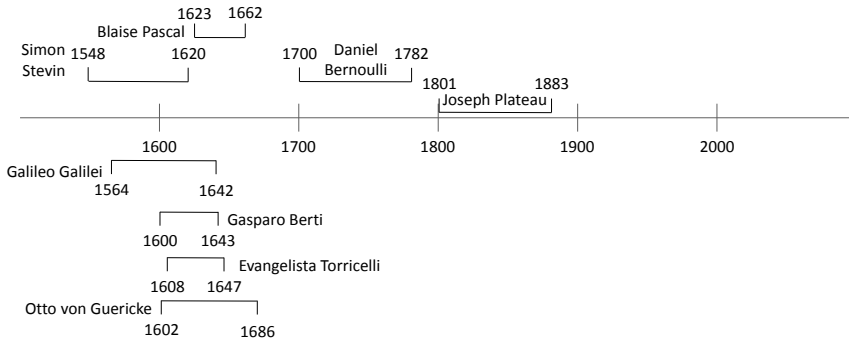 1623 1662
Blaise Pascal
Simon 1548 1620 1700 Daniel 1782
Stevin Bernoulli
1801 1883
Joseph Plateau
1600 1700 1800 1900 2000
Galileo Galilei
1564 1642
Gasparo Berti
1600 1643
Evangelista Torricelli
1608 1647
Otto von Guericke
1602 1686